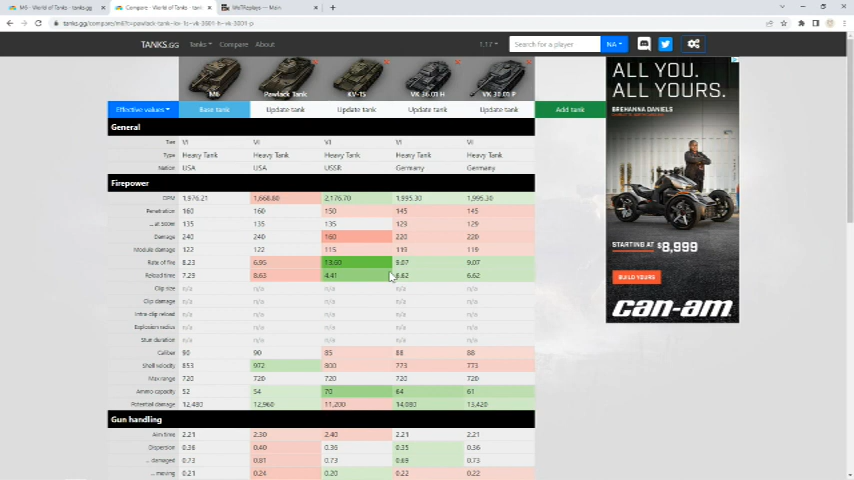 M6 - World of Tanks - tanks.gg
Compare - World of Tanks - tanks
WoTReplays — Main
tanks.gg/compare/m6?t=pawlack-tank~kv-1s~vk-3601-h~vk-3001-p
TANKS.GG Tanks Compare About 1.17 Search for a player NA
M6 Pawlack Tank KV-1S VK 36.01 H VK 30.01 P
Effective values Base tank Update tank Update tank Update tank Update tank Add tank
General
Tier VI VI VI VI VI
Type Heavy Tank Heavy Tank Heavy Tank Heavy Tank Heavy Tank
Nation USA USA USSR Germany Germany
Firepower
DPM 1,976.21 1,668.80 2,176.70 1,995.30 1,995.30
Penetration 160 160 150 145 145
... at 500m 135 135 135 129 129
Damage 240 240 160 220 220
Module damage 122 122 115 119 119
Rate of fire 8.23 6.95 13.60 9.07 9.07
Reload time 7.29 8.63 4.41 6.62 6.62
Clip size n/a n/a n/a n/a n/a
Clip damage n/a n/a n/a n/a n/a
Intra-clip reload n/a n/a n/a n/a n/a
Explosion radius n/a n/a n/a n/a n/a
Stun duration n/a n/a n/a n/a n/a
Caliber 90 90 85 88 88
Shell velocity 853 972 800 773 773
Max range 720 720 720 720 720
Ammo capacity 52 54 70 64 61
Potential damage 12,480 12,960 11,200 14,080 13,420
Gun handling
Aim time 2.21 2.30 2.40 2.21 2.21
Dispersion 0.38 0.40 0.36 0.35 0.36
... damaged 0.73 0.81 0.73 0.69 0.73
... moving 0.21 0.24 0.20 0.22 0.22
ALL YOU.
ALL YOURS.
BREHANNA DANIELS
STARTING AT $8,999
BUILD YOURS
can-am